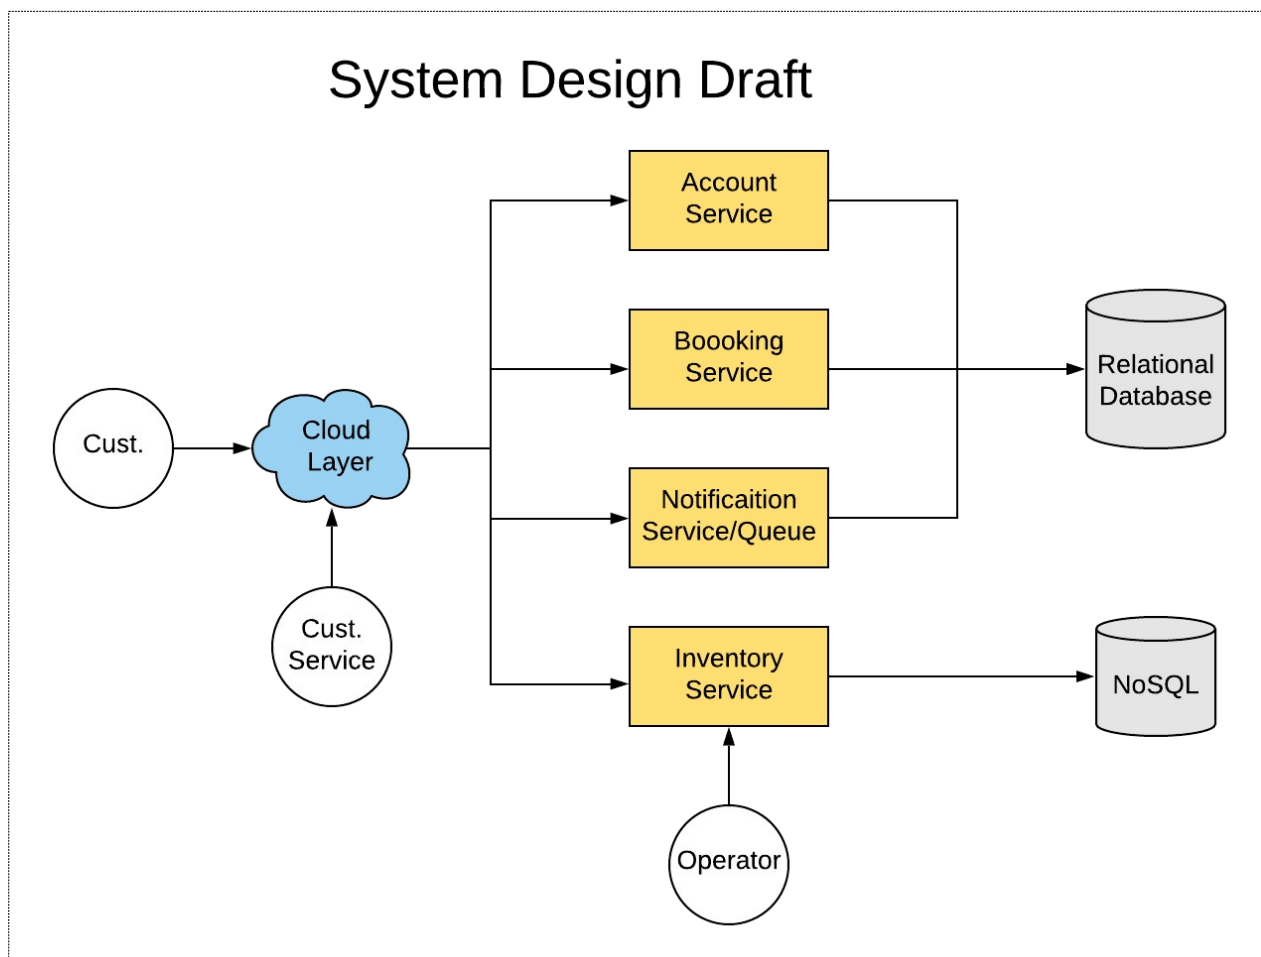 System Design Draft
Account
Service
Boooking
Service
Relational
Database
Cust.
Cloud
Layer
Notificaition
Service/Queue
Cust.
Service
Inventory
Service
NoSQL
Operator